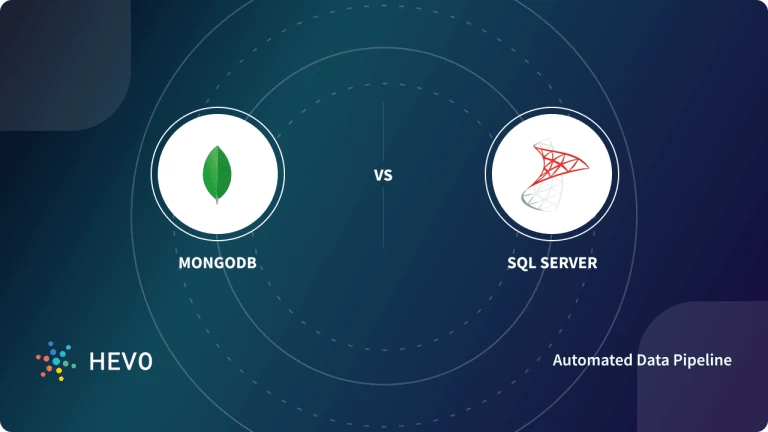 VS
MONGODB
SQL SERVER
HEVO
Automated Data Pipeline